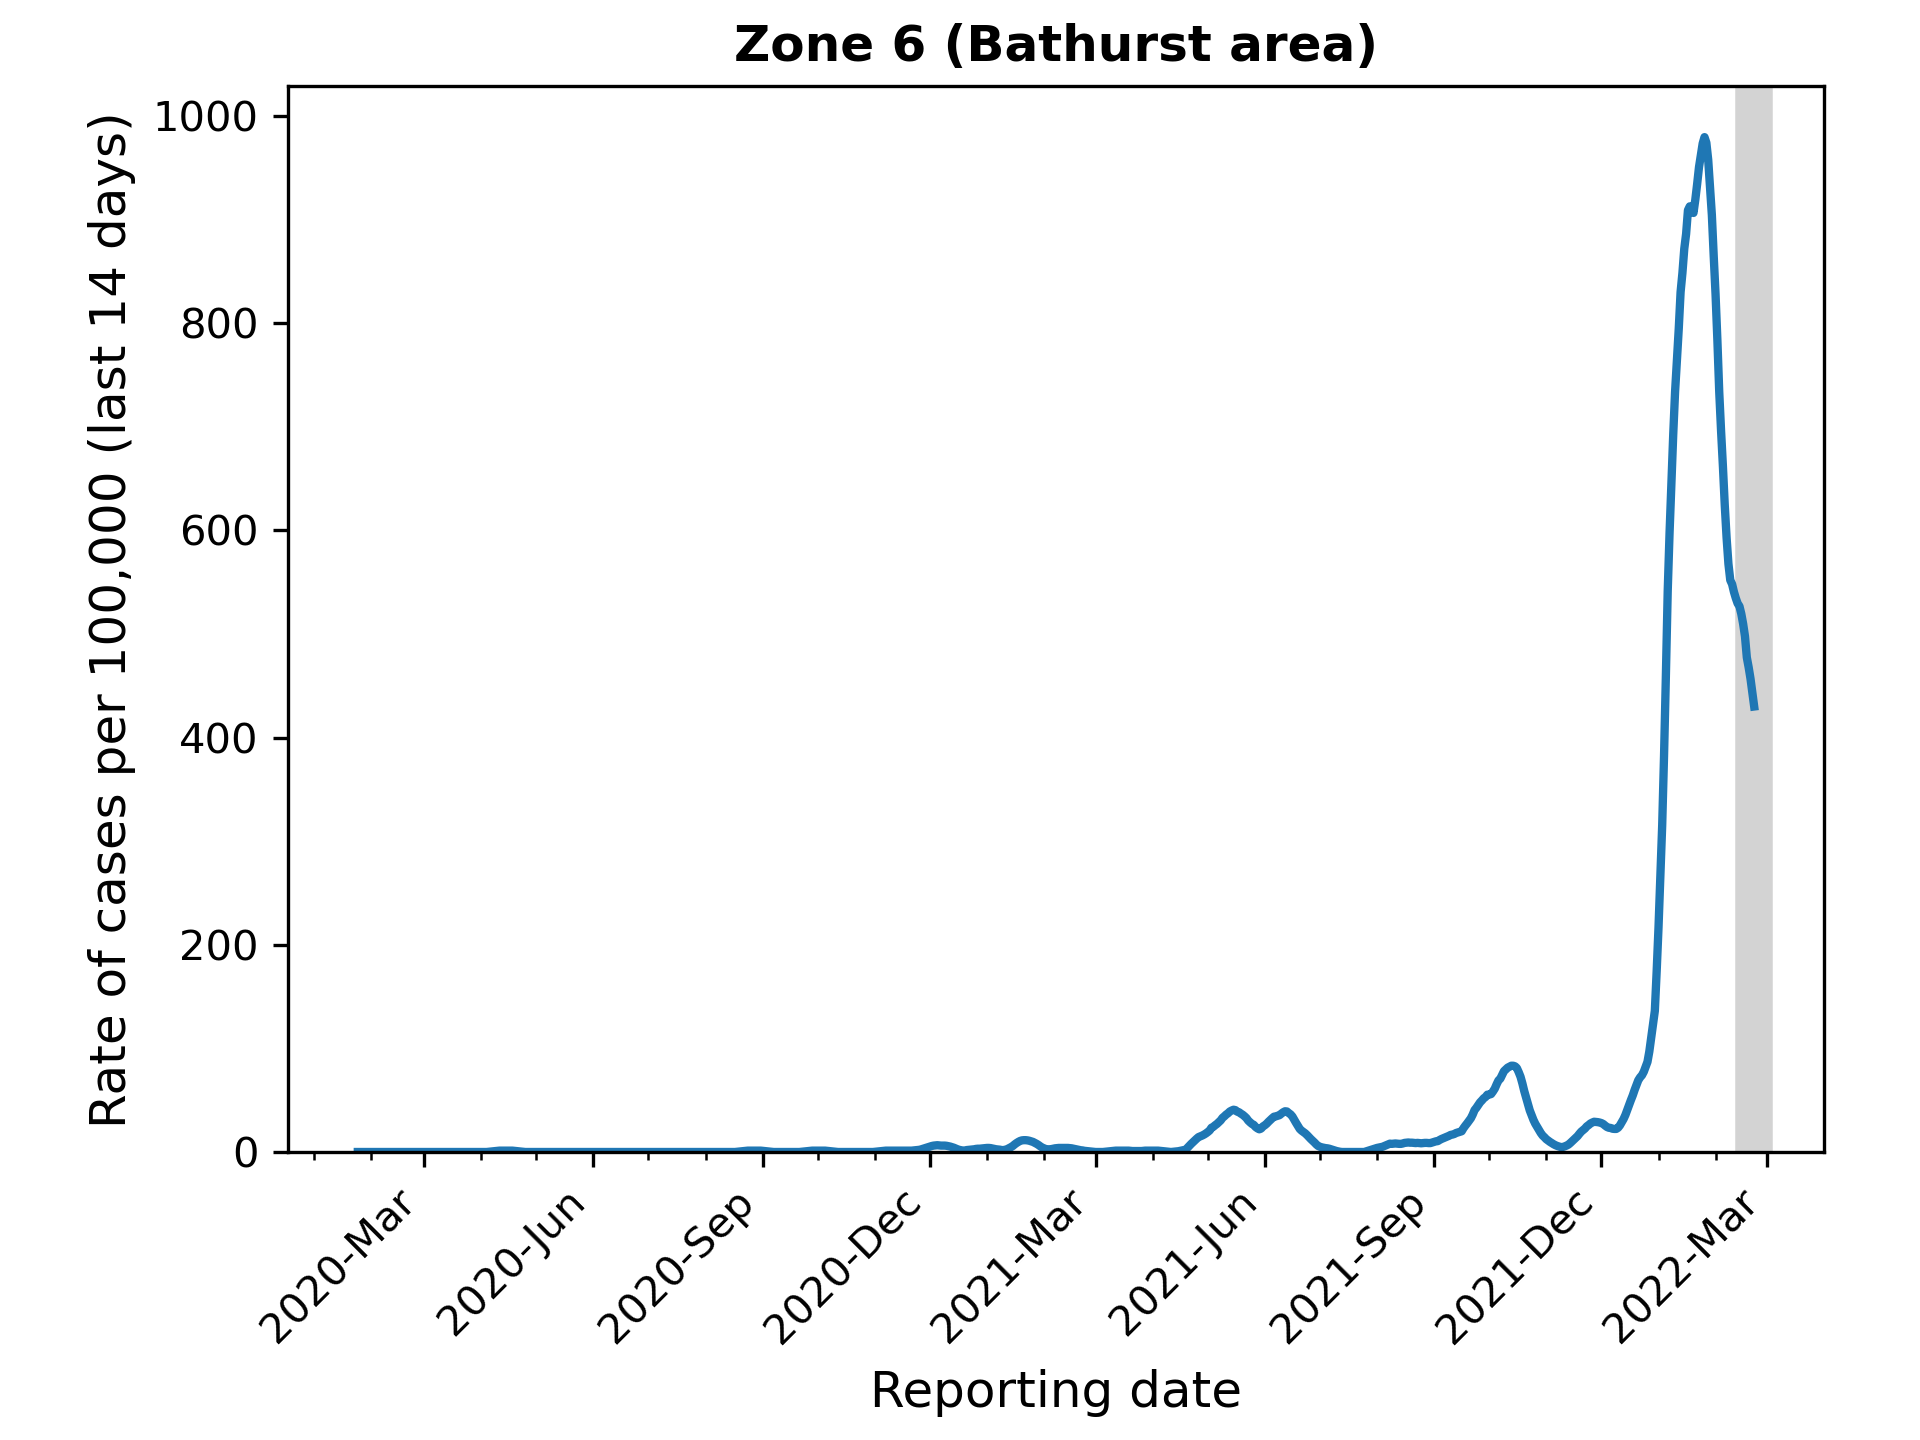 Zone 6 (Bathurst area)
Rate of cases per 100,000 (last 14 days)
1000
800
600
400
200
0
2020-Mar
2020-Jun
2020-Sep
2020-Dec
2021-Mar
2021-Jun
2021-Sep
2021-Dec
2022-Mar
Reporting date